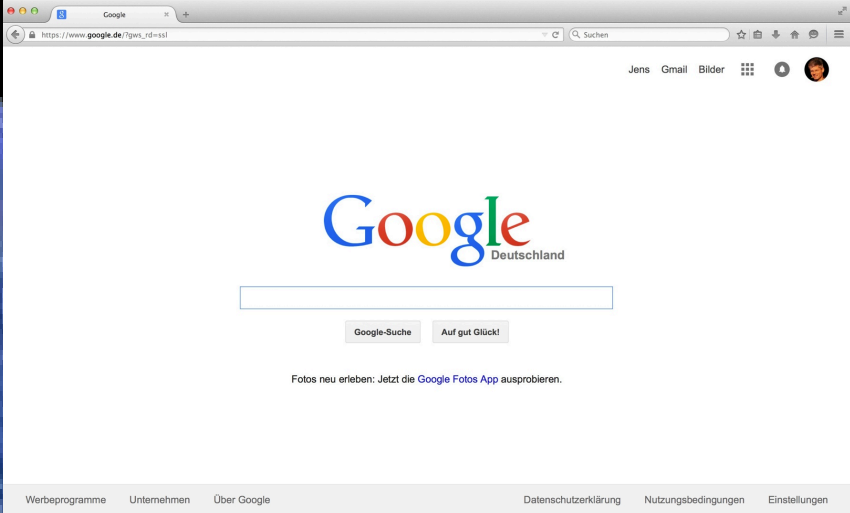 Google
https://www.google.de/?gws_rd=ssl
Suchen
Jens Gmail Bilder
Google
Deutschland
Google-Suche Auf gut Glück!
Fotos neu erleben: Jetzt die Google Fotos App ausprobieren.
Werbeprogramme Unternehmen Über Google Datenschutzerklärung Nutzungsbedingungen Einstellungen